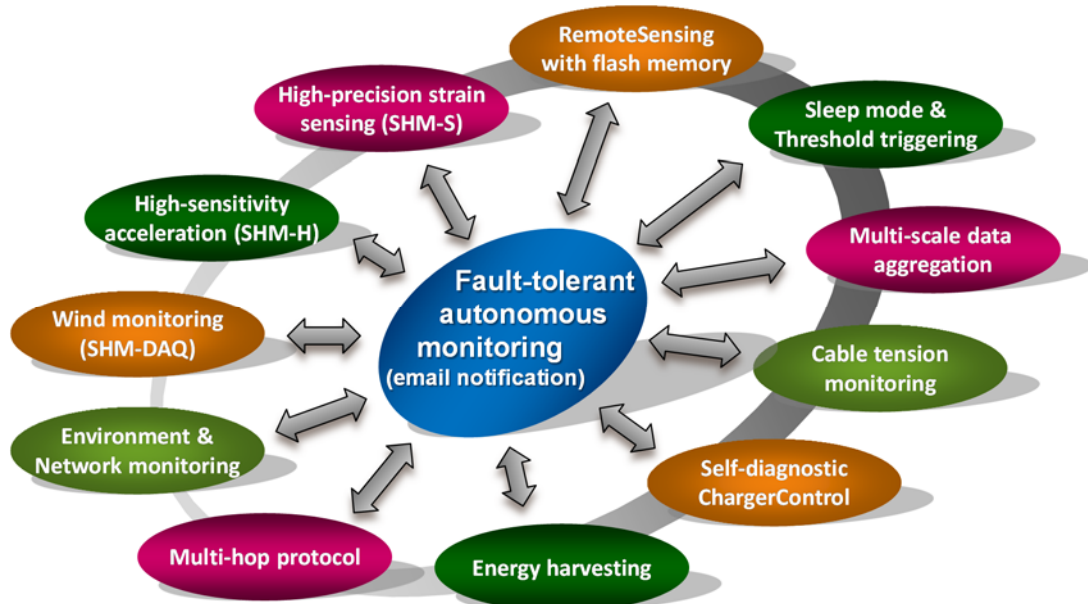 RemoteSensing
with flash memory
High-precision strain
sensing (SHM-S)
Sleep mode &
Threshold triggering
High-sensitivity
acceleration (SHM-H)
Multi-scale data
aggregation
Fault-tolerant
autonomous
monitoring
(email notification)
Wind monitoring
(SHM-DAQ)
Cable tension
monitoring
Environment &
Network monitoring
Self-diagnostic
ChargerControl
Multi-hop protocol
Energy harvesting